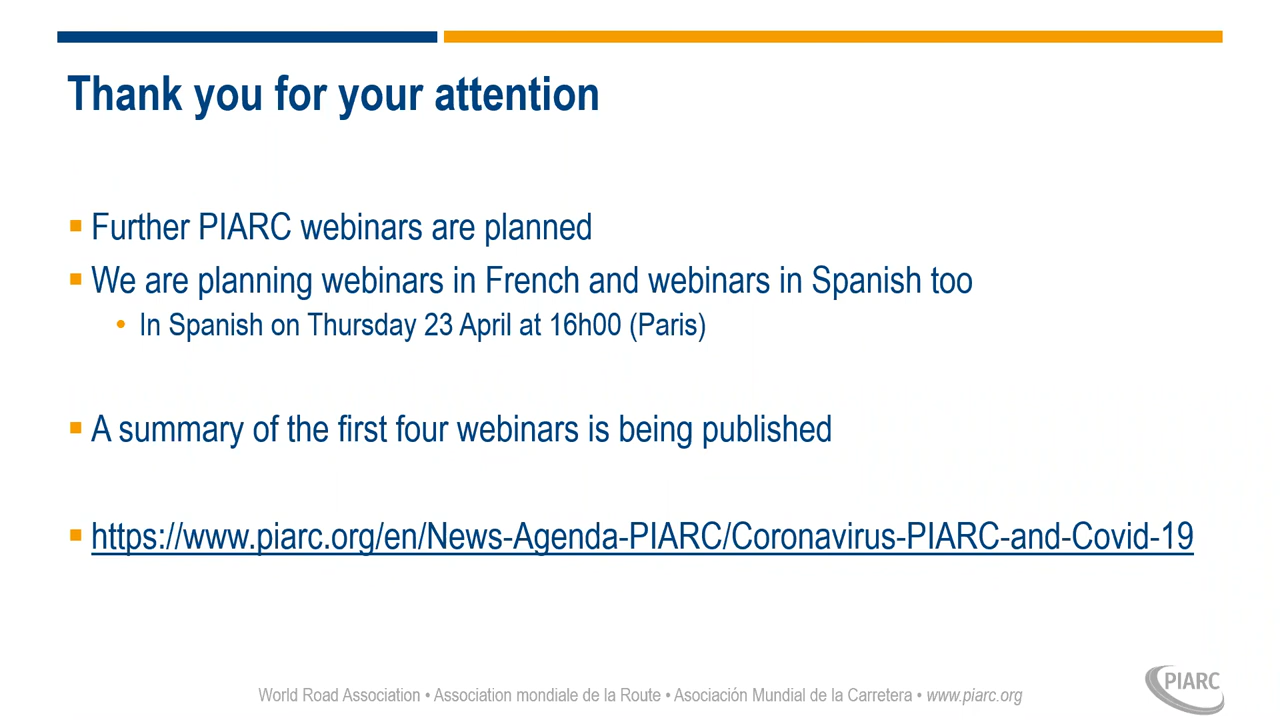 Thank you for your attention
Further PIARC webinars are planned
We are planning webinars in French and webinars in Spanish too
In Spanish on Thursday 23 April at 16h00 (Paris)
A summary of the first four webinars is being published
https://www.piarc.org/en/News-Agenda-PIARC/Coronavirus-PIARC-and-Covid-19
World Road Association • Association mondiale de la Route • Asociación Mundial de la Carretera • www.piarc.org
PIARC